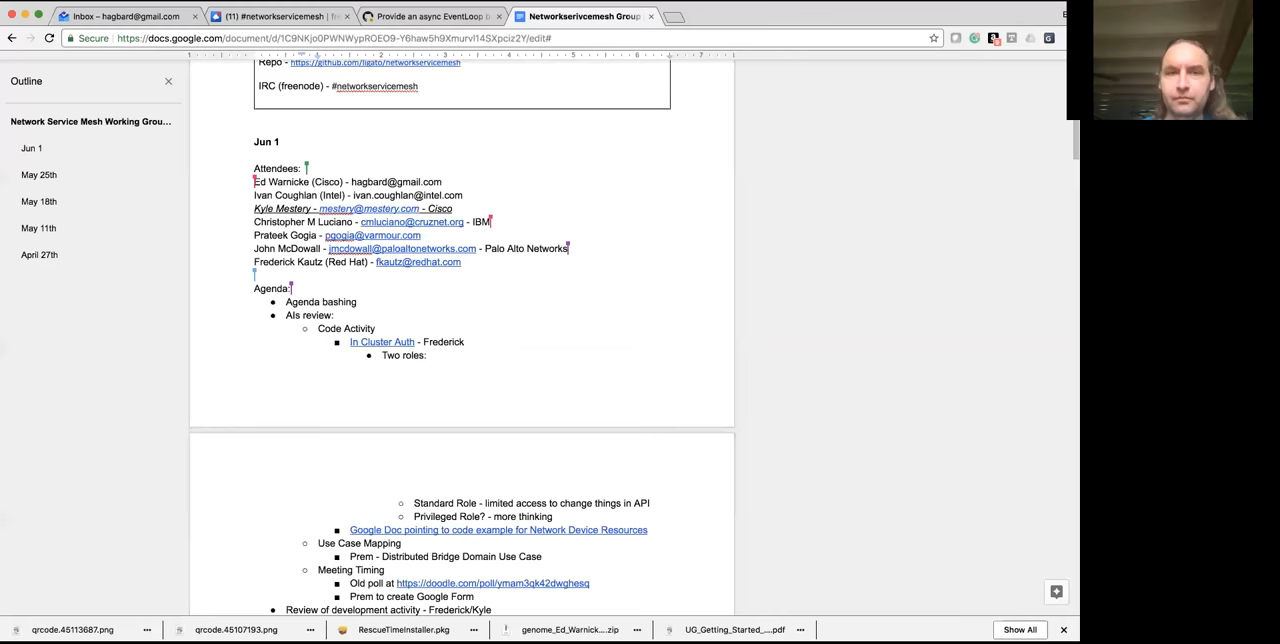 Inbox – hagbard@gmail.com
(11) #networkservicemesh | fre
Provide an async EventLoop b
Networkserivcemesh Group
Secure
https://docs.google.com/document/d/1C9NKjo0PWNWypROEO9-Y6haw5h9Xmurvl14SXpciz2Y/edit#
1 2 3 4 5 6 7
Outline
Network Service Mesh Working Grou...
Jun 1
May 25th
May 18th
May 11th
April 27th
Repo - https://github.com/ligato/networkservicemesh
IRC (freenode) - #networkservicemesh
Jun 1
Attendees:
Ed Warnicke (Cisco) - hagbard@gmail.com
Ivan Coughlan (Intel) - ivan.coughlan@intel.com
Kyle Mestery - mestery@mestery.com - Cisco
Christopher M Luciano - cmluciano@cruznet.org - IBM
Prateek Gogia - pgogia@varmour.com
John McDowall - jmcdowall@paloaltonetworks.com - Palo Alto Networks
Frederick Kautz (Red Hat) - fkautz@redhat.com
Agenda:
● Agenda bashing
● AIs review:
○ Code Activity
■ In Cluster Auth - Frederick
● Two roles:
○ Standard Role - limited access to change things in API
○ Privileged Role? - more thinking
■ Google Doc pointing to code example for Network Device Resources
○ Use Case Mapping
■ Prem - Distributed Bridge Domain Use Case
○ Meeting Timing
■ Old poll at https://doodle.com/poll/ymam3qk42dwghesq
■ Prem to create Google Form
● Review of development activity - Frederick/Kyle
qrcode.45113687.png
qrcode.45107193.png
RescueTimeInstaller.pkg
genome_Ed_Warnick....zip
UG_Getting_Started_....pdf
Show All